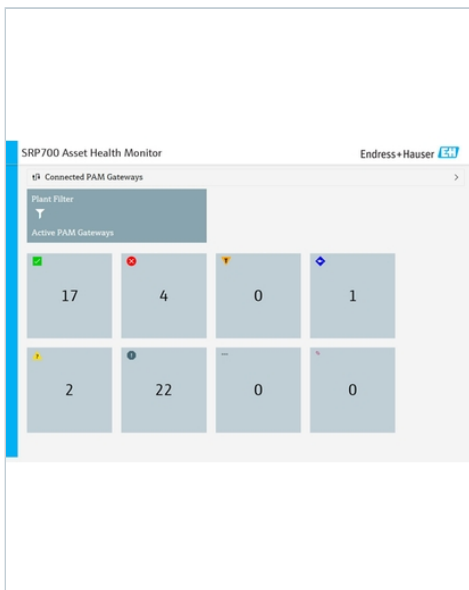 SRP700 Asset Health Monitor
Endress+Hauser EH
Connected PAM Gateways
Plant Filter
Active PAM Gateways
17
4
0
1
2
22
0
0